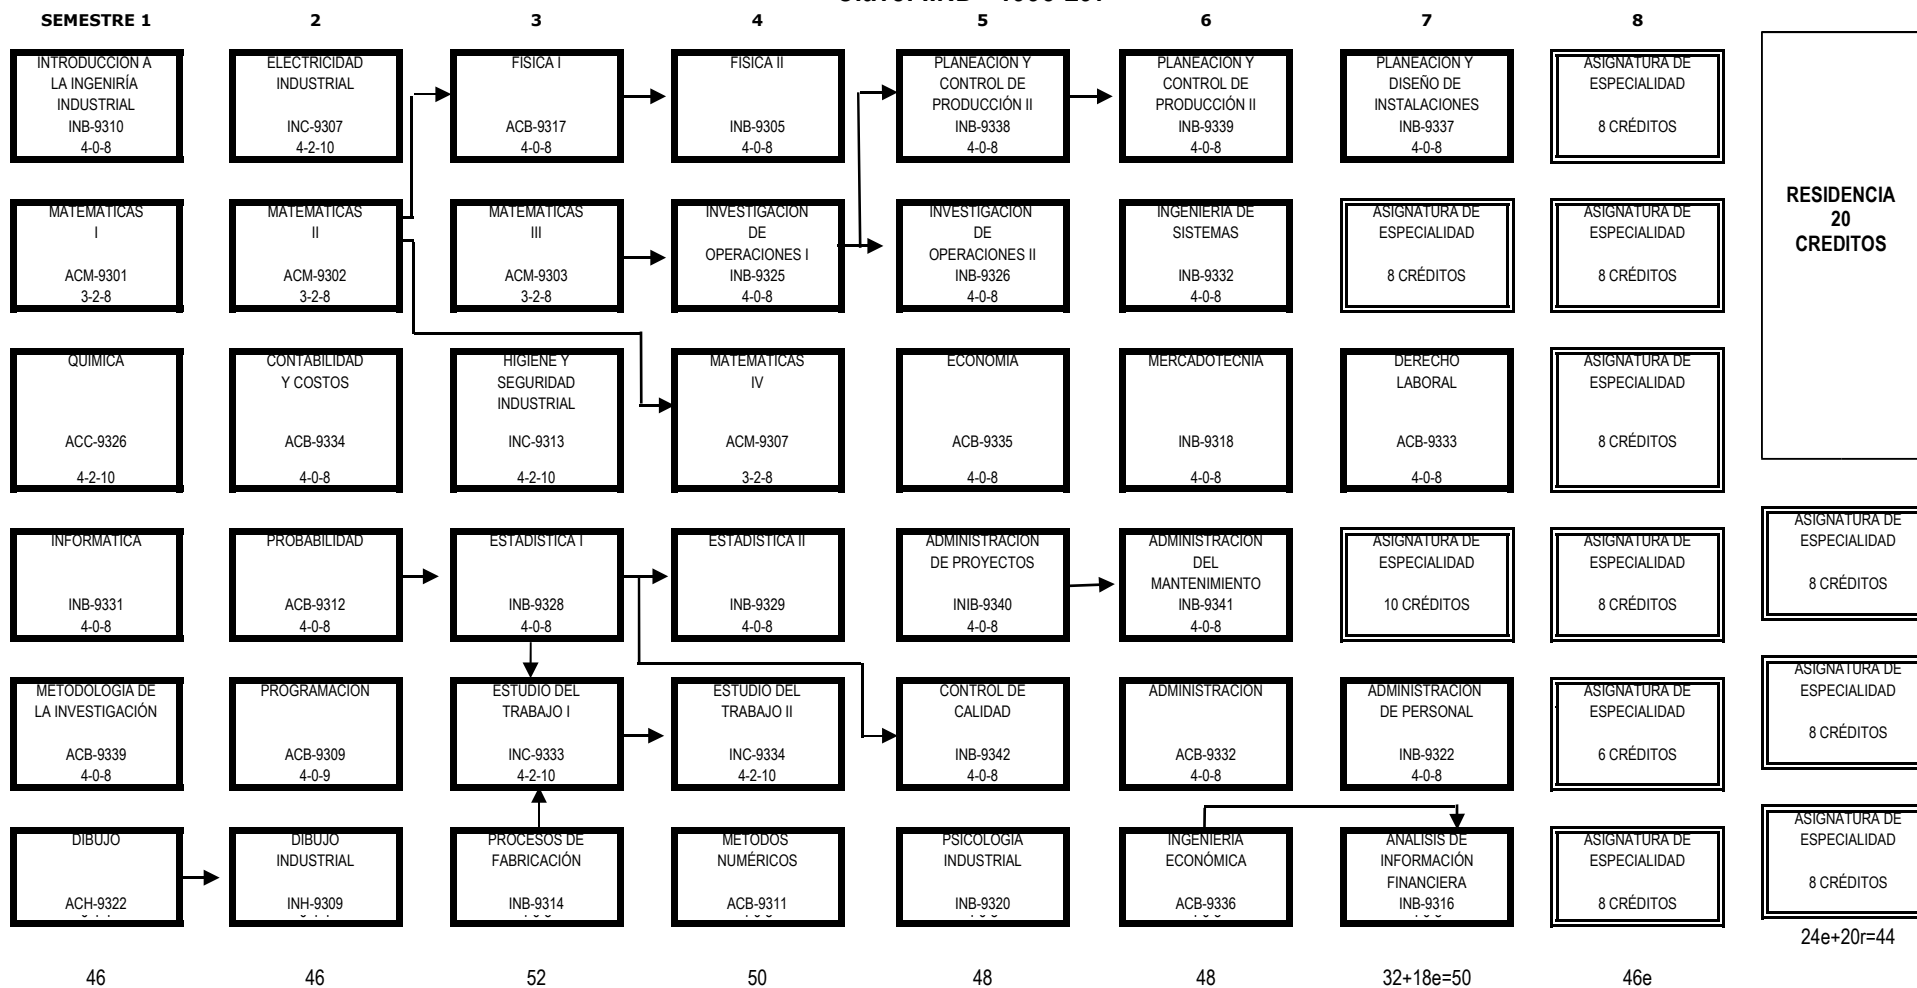 SEMESTRE 1 2 3 4 5 6 7 8
INTRODUCCION A
LA INGENIRÍA
INDUSTRIAL
INB-9310
4-0-8
ELECTRICIDAD
INDUSTRIAL
INC-9307
4-2-10
FISICA I
ACB-9317
4-0-8
FISICA II
INB-9305
4-0-8
PLANEACION Y
CONTROL DE
PRODUCCIÓN II
INB-9338
4-0-8
PLANEACION Y
CONTROL DE
PRODUCCIÓN II
INB-9339
4-0-8
PLANEACION Y
DISEÑO DE
INSTALACIONES
INB-9337
4-0-8
ASIGNATURA DE
ESPECIALIDAD
8 CRÉDITOS
MATEMATICAS
I
ACM-9301
3-2-8
MATEMATICAS
II
ACM-9302
3-2-8
MATEMATICAS
III
ACM-9303
3-2-8
INVESTIGACION
DE
OPERACIONES I
INB-9325
4-0-8
INVESTIGACION
DE
OPERACIONES II
INB-9326
4-0-8
INGENIERIA DE
SISTEMAS
INB-9332
4-0-8
ASIGNATURA DE
ESPECIALIDAD
8 CRÉDITOS
ASIGNATURA DE
ESPECIALIDAD
8 CRÉDITOS
RESIDENCIA
20
CREDITOS
QUIMICA
ACC-9326
4-2-10
CONTABILIDAD
Y COSTOS
ACB-9334
4-0-8
HIGIENE Y
SEGURIDAD
INDUSTRIAL
INC-9313
4-2-10
MATEMATICAS
IV
ACM-9307
3-2-8
ECONOMIA
ACB-9335
4-0-8
MERCADOTECNIA
INB-9318
4-0-8
DERECHO
LABORAL
ACB-9333
4-0-8
ASIGNATURA DE
ESPECIALIDAD
8 CRÉDITOS
INFORMATICA
INB-9331
4-0-8
PROBABILIDAD
ACB-9312
4-0-8
ESTADISTICA I
INB-9328
4-0-8
ESTADISTICA II
INB-9329
4-0-8
ADMINISTRACION
DE PROYECTOS
INIB-9340
4-0-8
ADMINISTRACION
DEL
MANTENIMIENTO
INB-9341
4-0-8
ASIGNATURA DE
ESPECIALIDAD
10 CRÉDITOS
ASIGNATURA DE
ESPECIALIDAD
8 CRÉDITOS
ASIGNATURA DE
ESPECIALIDAD
8 CRÉDITOS
METODOLOGIA DE
LA INVESTIGACIÓN
ACB-9339
4-0-8
PROGRAMACION
ACB-9309
4-0-9
ESTUDIO DEL
TRABAJO I
INC-9333
4-2-10
ESTUDIO DEL
TRABAJO II
INC-9334
4-2-10
CONTROL DE
CALIDAD
INB-9342
4-0-8
ADMINISTRACION
ACB-9332
4-0-8
ADMINISTRACION
DE PERSONAL
INB-9322
4-0-8
ASIGNATURA DE
ESPECIALIDAD
6 CRÉDITOS
ASIGNATURA DE
ESPECIALIDAD
8 CRÉDITOS
DIBUJO
ACH-9322
DIBUJO
INDUSTRIAL
INH-9309
PROCESOS DE
FABRICACIÓN
INB-9314
METODOS
NUMÉRICOS
ACB-9311
PSICOLOGIA
INDUSTRIAL
INB-9320
INGENIERIA
ECONÓMICA
ACB-9336
ANALISIS DE
INFORMACIÓN
FINANCIERA
INB-9316
ASIGNATURA DE
ESPECIALIDAD
8 CRÉDITOS
ASIGNATURA DE
ESPECIALIDAD
8 CRÉDITOS
24e+20r=44
46 46 52 50 48 48 32+18e=50 46e